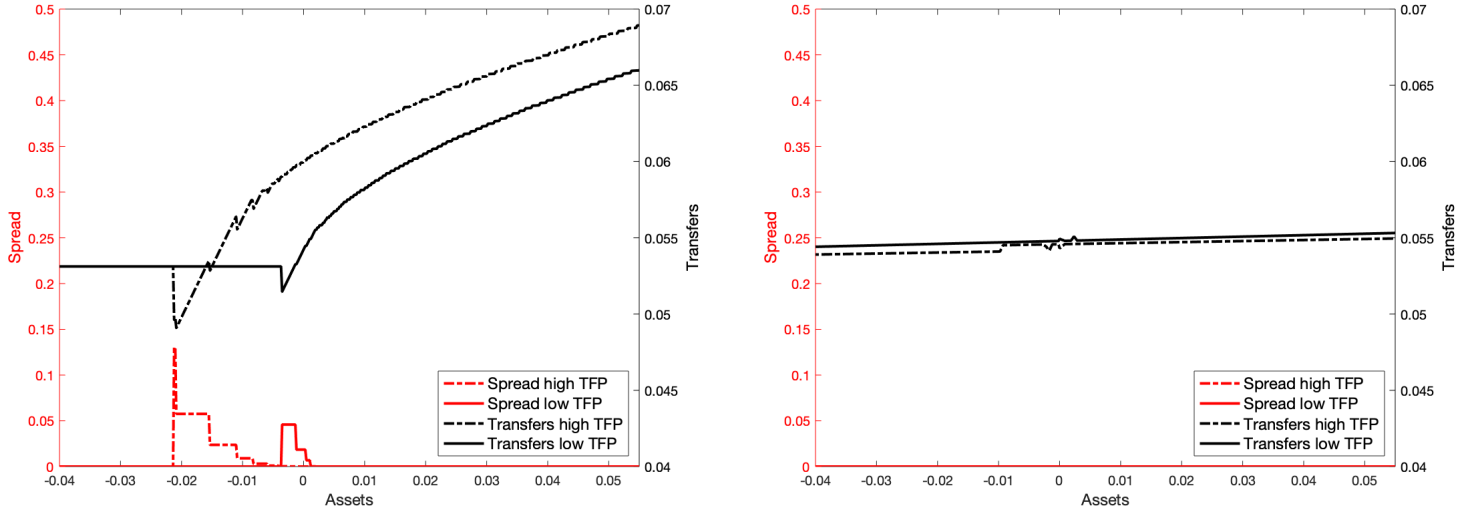 0.5
0.45
0.4
0.35
0.3
0.25
0.2
0.15
0.1
0.05
0
Spread
0.07
0.065
0.06
0.055
0.05
0.045
0.04
Transfers
-0.04 -0.03 -0.02 -0.01 0 0.01 0.02 0.03 0.04 0.05
Assets
Spread high TFP
Spread low TFP
Transfers high TFP
Transfers low TFP
0.5
0.45
0.4
0.35
0.3
0.25
0.2
0.15
0.1
0.05
0
Spread
0.07
0.065
0.06
0.055
0.05
0.045
0.04
Transfers
-0.04 -0.03 -0.02 -0.01 0 0.01 0.02 0.03 0.04 0.05
Assets
Spread high TFP
Spread low TFP
Transfers high TFP
Transfers low TFP